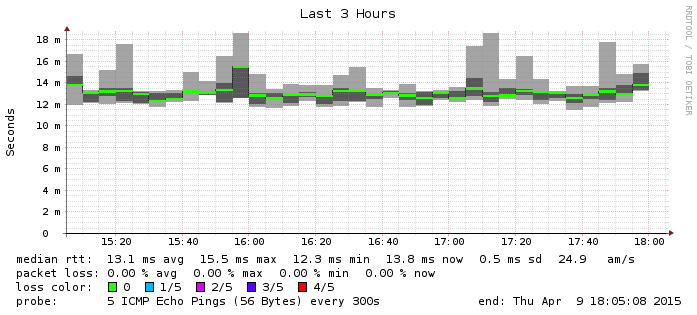 Last 3 Hours
RRDTOOL / TOBI OETIKER
Seconds
18 m
16 m
14 m
12 m
10 m
8 m
6 m
4 m
2 m
0
15:20 15:40 16:00 16:20 16:40 17:00 17:20 17:40 18:00
median rtt: 13.1 ms avg 15.5 ms max 12.3 ms min 13.8 ms now 0.5 ms sd 24.9 am/s
packet loss: 0.00 % avg 0.00 % max 0.00 % min 0.00 % now
loss color: 0 1/5 2/5 3/5 4/5
probe: 5 ICMP Echo Pings (56 Bytes) every 300s end: Thu Apr 9 18:05:08 2015